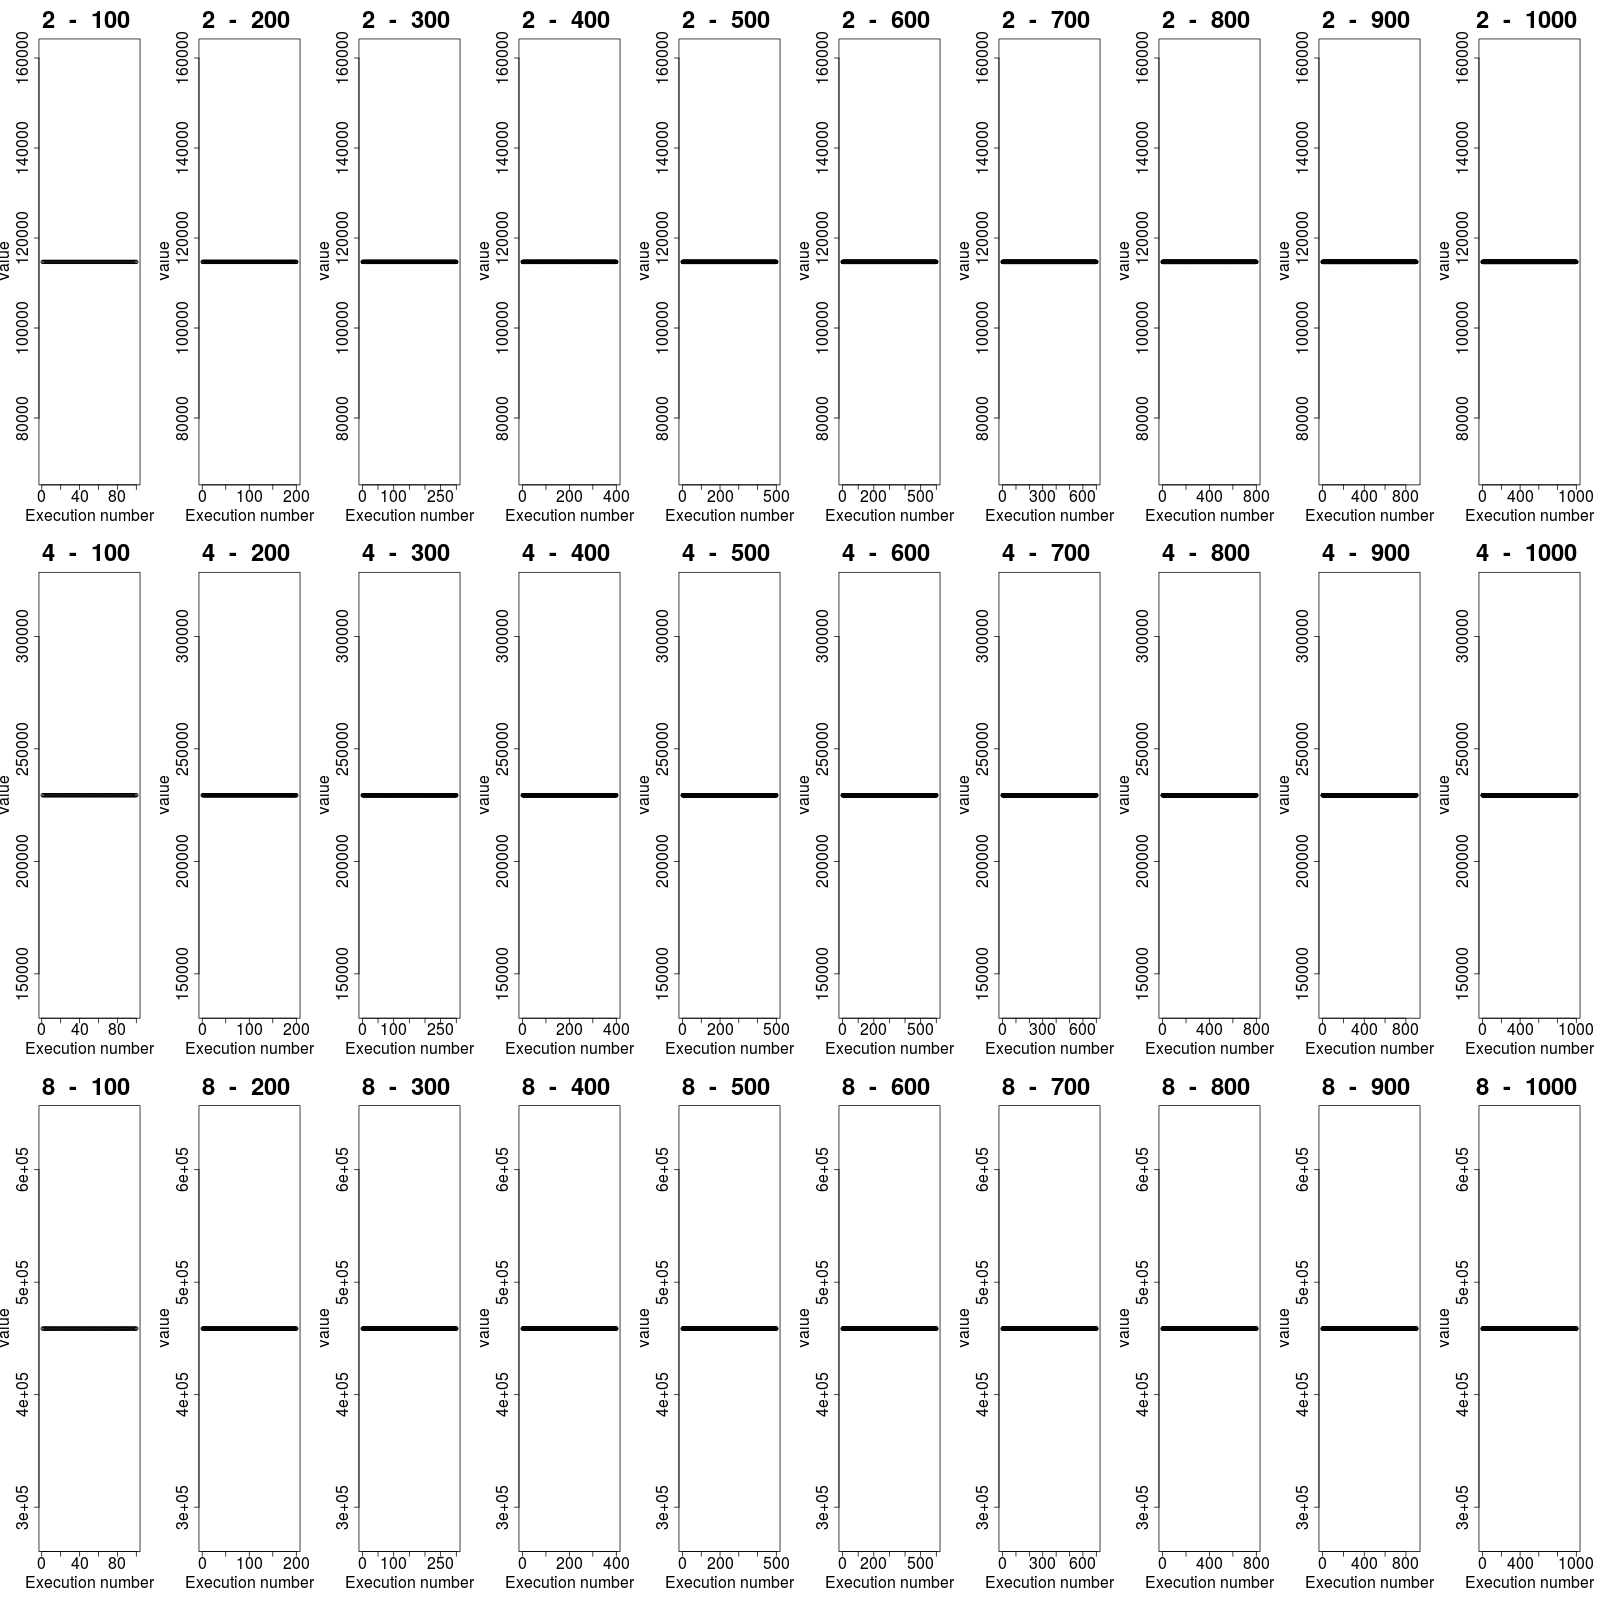 2 - 100 2 - 200 2 - 300 2 - 400 2 - 500 2 - 600 2 - 700 2 - 800 2 - 900 2 - 1000
value value value value value value value value value value
160000 160000 160000 160000 160000 160000 160000 160000 160000 160000
140000 140000 140000 140000 140000 140000 140000 140000 140000 140000
120000 120000 120000 120000 120000 120000 120000 120000 120000 120000
100000 100000 100000 100000 100000 100000 100000 100000 100000 100000
80000 80000 80000 80000 80000 80000 80000 80000 80000 80000
0 40 80 0 100 200 0 100 250 0 200 400 0 200 500 0 200 500 0 300 600 0 400 800 0 400 800 0 400 1000
Execution number Execution number Execution number Execution number Execution number Execution number Execution number Execution number Execution number Execution number
4 - 100 4 - 200 4 - 300 4 - 400 4 - 500 4 - 600 4 - 700 4 - 800 4 - 900 4 - 1000
value value value value value value value value value value
300000 300000 300000 300000 300000 300000 300000 300000 300000 300000
250000 250000 250000 250000 250000 250000 250000 250000 250000 250000
200000 200000 200000 200000 200000 200000 200000 200000 200000 200000
150000 150000 150000 150000 150000 150000 150000 150000 150000 150000
0 40 80 0 100 200 0 100 250 0 200 400 0 200 500 0 200 500 0 300 600 0 400 800 0 400 800 0 400 1000
Execution number Execution number Execution number Execution number Execution number Execution number Execution number Execution number Execution number Execution number
8 - 100 8 - 200 8 - 300 8 - 400 8 - 500 8 - 600 8 - 700 8 - 800 8 - 900 8 - 1000
value value value value value value value value value value
6e+05 6e+05 6e+05 6e+05 6e+05 6e+05 6e+05 6e+05 6e+05 6e+05
5e+05 5e+05 5e+05 5e+05 5e+05 5e+05 5e+05 5e+05 5e+05 5e+05
4e+05 4e+05 4e+05 4e+05 4e+05 4e+05 4e+05 4e+05 4e+05 4e+05
3e+05 3e+05 3e+05 3e+05 3e+05 3e+05 3e+05 3e+05 3e+05 3e+05
0 40 80 0 100 200 0 100 250 0 200 400 0 200 500 0 200 500 0 300 600 0 400 800 0 400 800 0 400 1000
Execution number Execution number Execution number Execution number Execution number Execution number Execution number Execution number Execution number Execution number